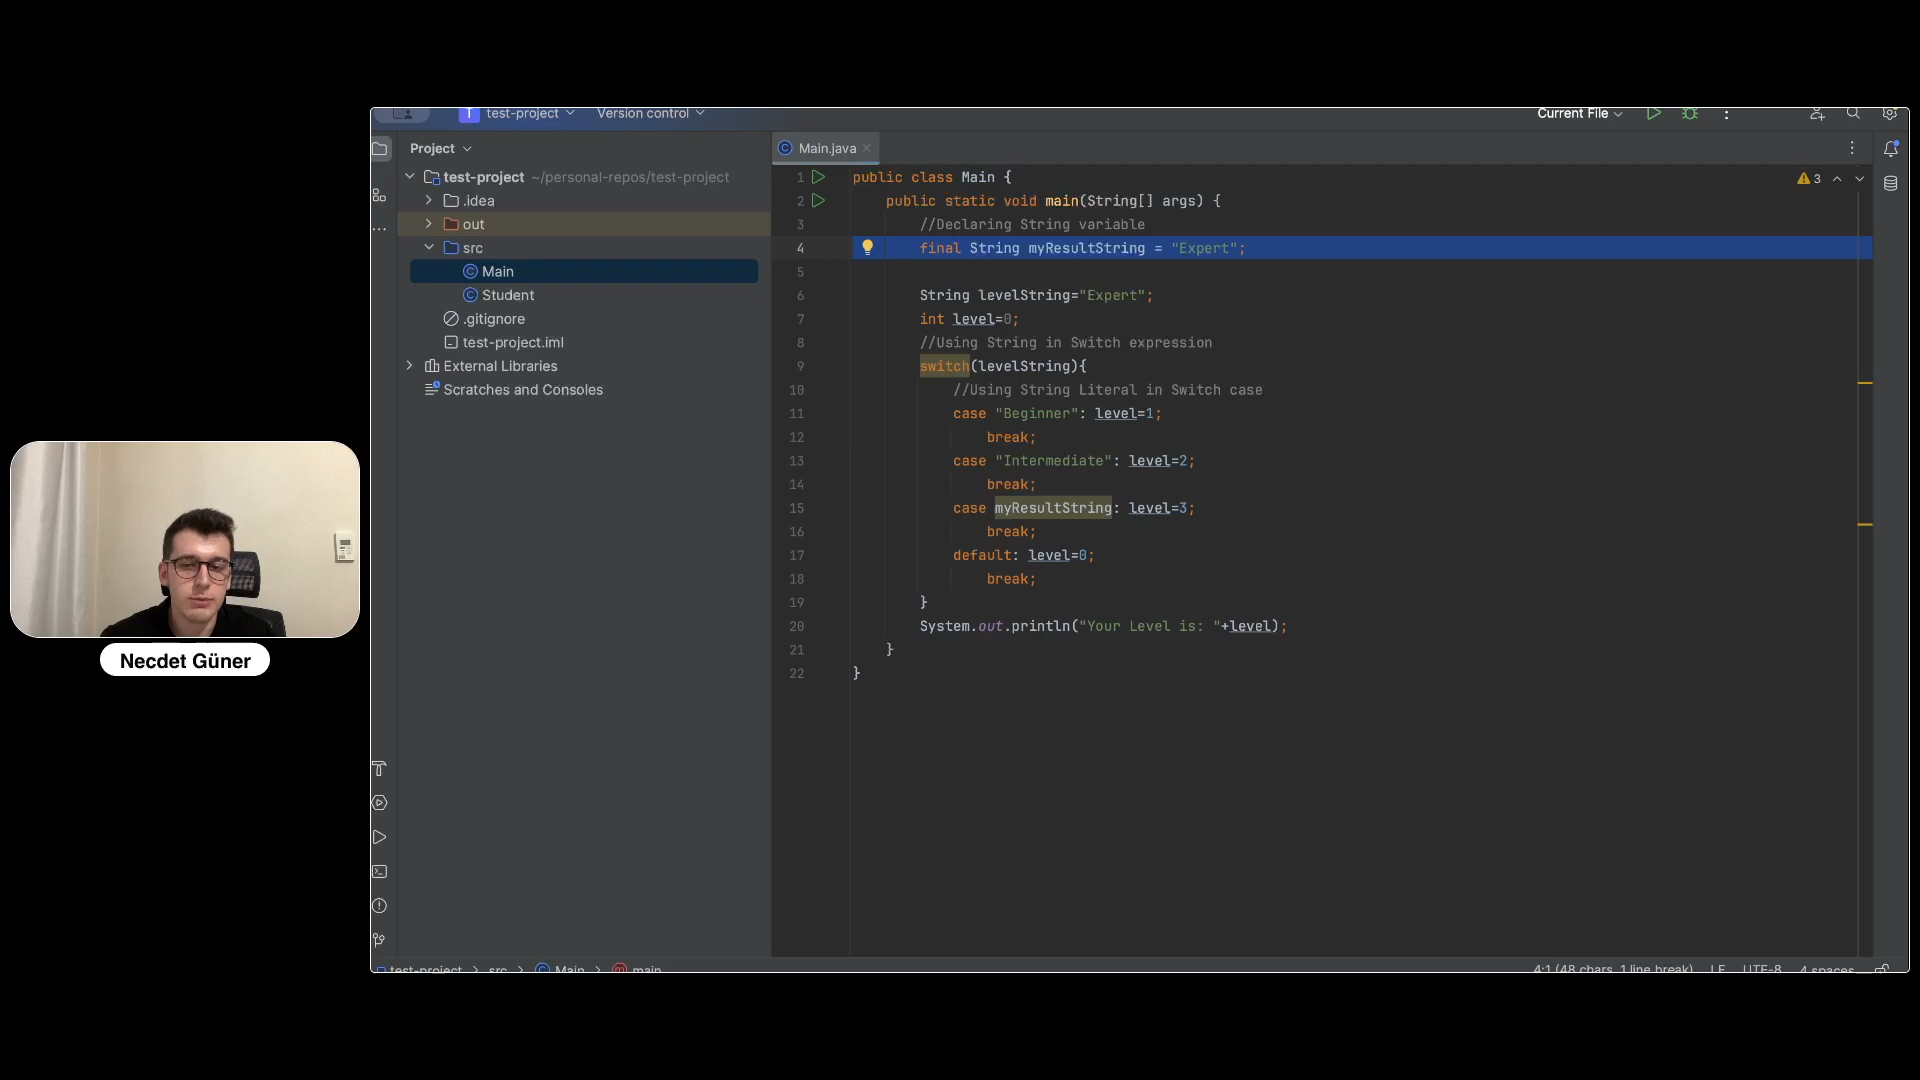 T test-project Version control Current File
Project
Main.java
test-project ~/personal-repos/test-project
.idea
out
src
Main
Student
.gitignore
test-project.iml
External Libraries
Scratches and Consoles
3
1 public class Main {
2 public static void main(String[] args) {
3 //Declaring String variable
4 final String myResultString = "Expert";
5
6 String levelString="Expert";
7 int level=0;
8 //Using String in Switch expression
9 switch(levelString){
10 //Using String Literal in Switch case
11 case "Beginner": level=1;
12 break;
13 case "Intermediate": level=2;
14 break;
15 case myResultString: level=3;
16 break;
17 default: level=0;
18 break;
19 }
20 System.out.println("Your Level is: "+level);
21 }
22 }
Necdet Güner
test-project > src > Main > main 4:1 (48 chars, 1 line break) LF UTF-8 4 spaces